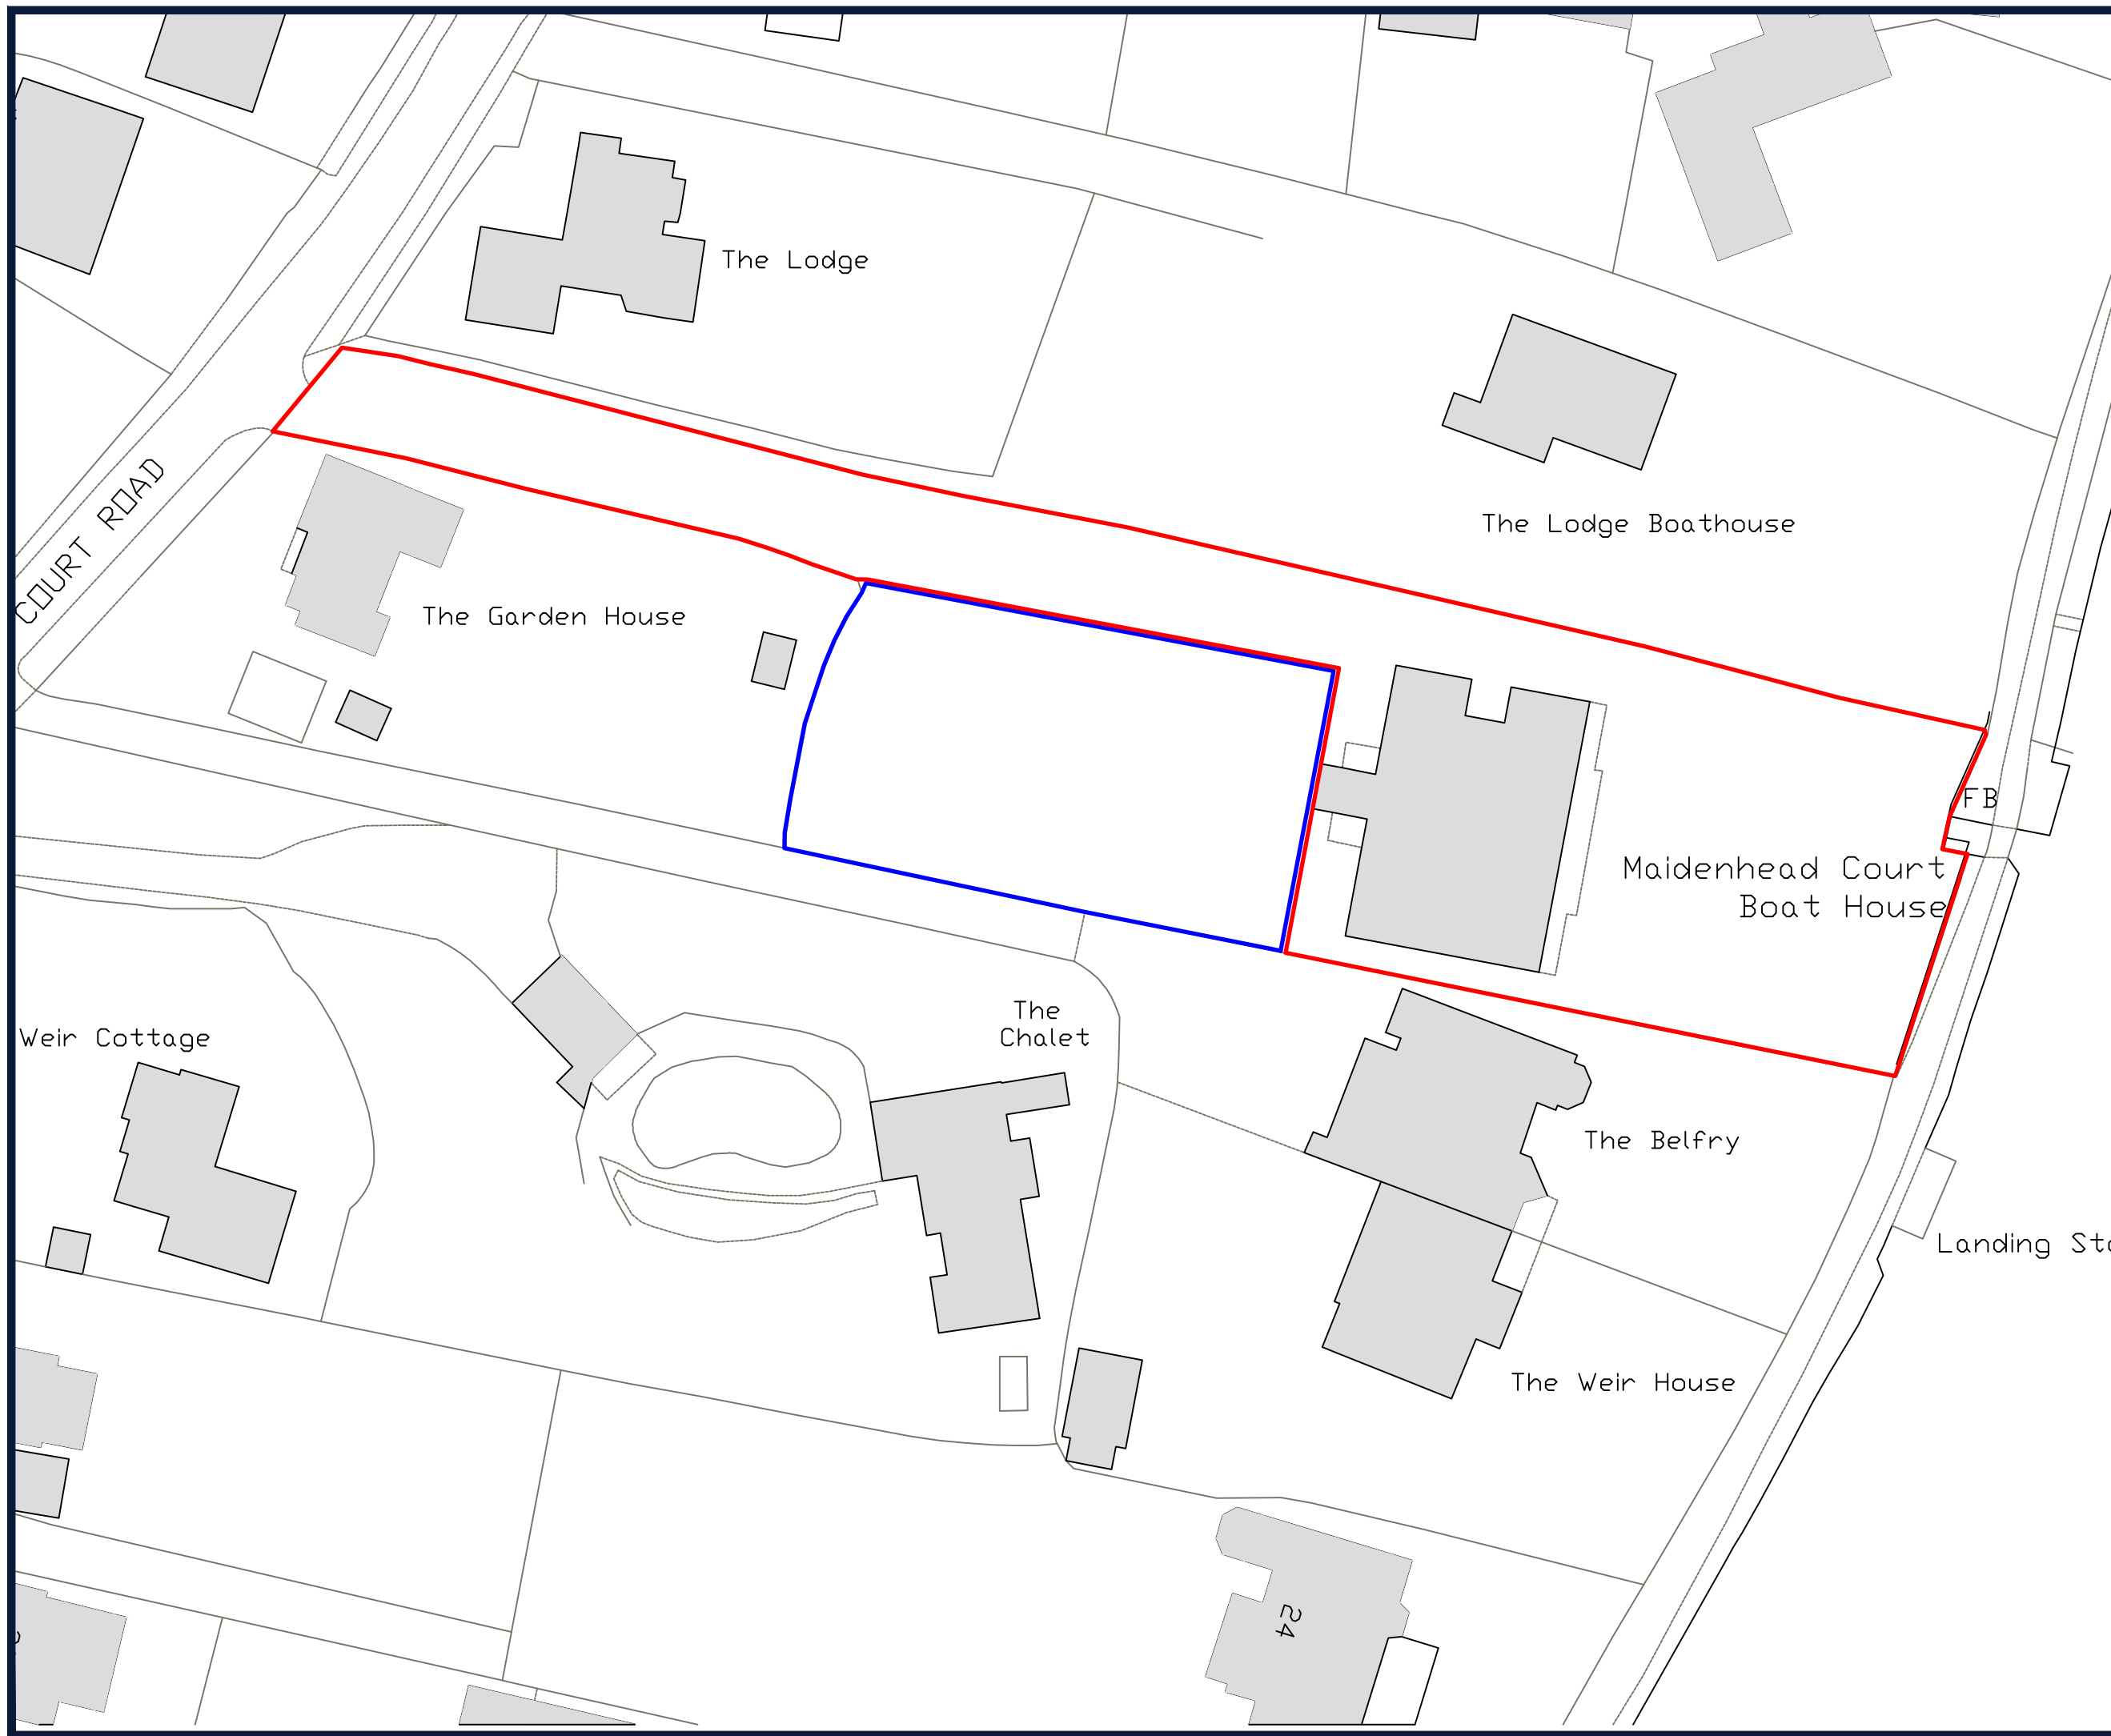 The Lodge
The Lodge Boathouse
COURT ROAD
The Garden House
FB
Maidenhead Court
Boat House
The
Chalet
Weir Cottage
The Belfry
Landing
The Weir House
24